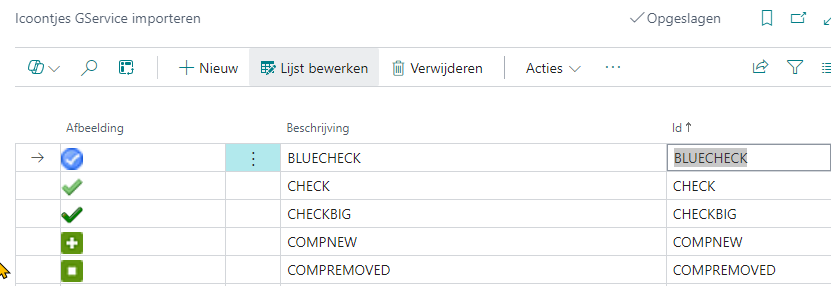 Icoontjes GService importeren
Opgeslagen
Nieuw Lijst bewerken Verwijderen Acties
Afbeelding Beschrijving Id
BLUECHECK BLUECHECK
CHECK CHECK
CHECKBIG CHECKBIG
COMPNEW COMPNEW
COMPREMOVED COMPREMOVED